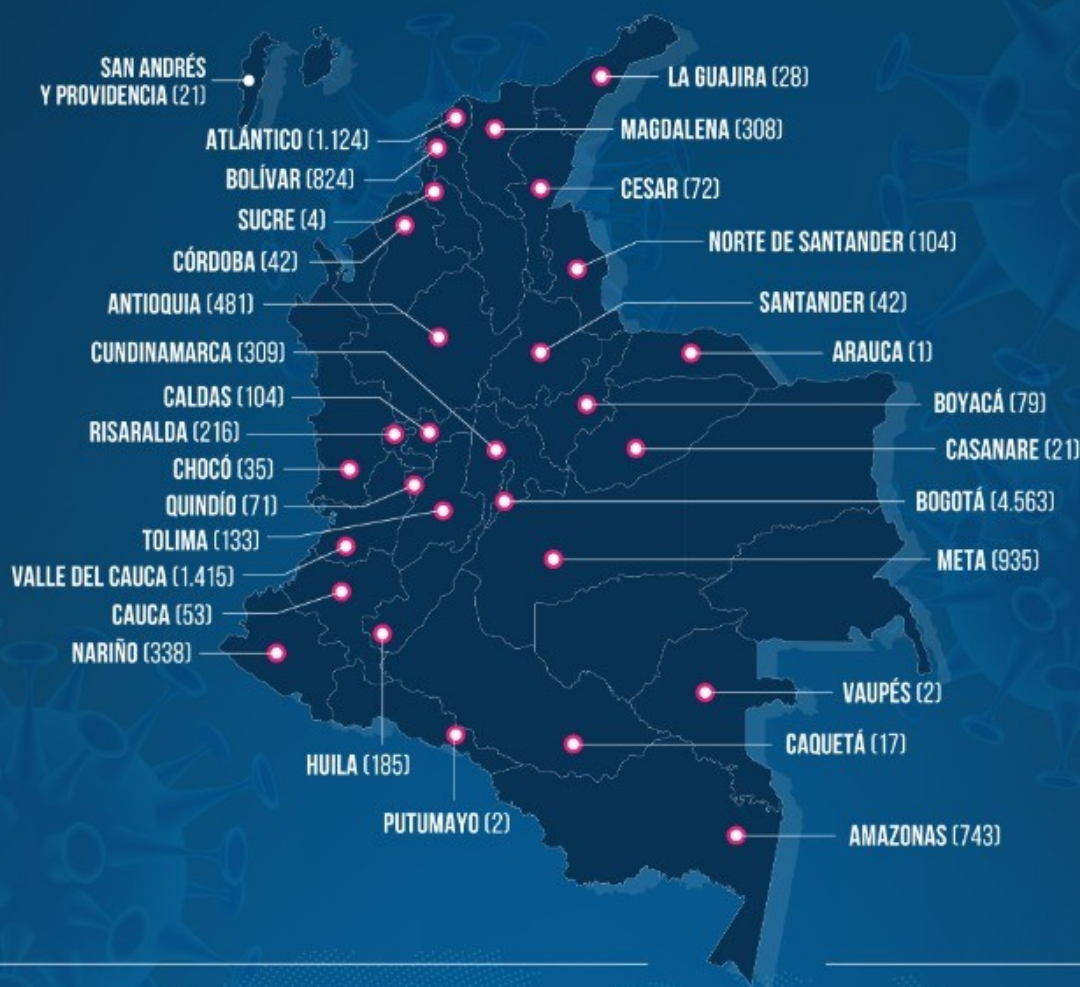 SAN ANDRÉS
Y PROVIDENCIA (21)
ATLÁNTICO (1.124)
BOLÍVAR (824)
SUCRE (4)
CÓRDOBA (42)
ANTIOQUIA (481)
CUNDINAMARCA (309)
CALDAS (104)
RISARALDA (216)
CHOCÓ (35)
QUINDÍO (71)
TOLIMA (133)
VALLE DEL CAUCA (1.415)
CAUCA (53)
NARIÑO (338)
HUILA (185)
PUTUMAYO (2)
LA GUAJIRA (28)
MAGDALENA (308)
CESAR (72)
NORTE DE SANTANDER (104)
SANTANDER (42)
ARAUCA (1)
BOYACÁ (79)
CASANARE (21)
BOGOTÁ (4.563)
META (935)
VAUPÉS (2)
CAQUETÁ (17)
AMAZONAS (743)